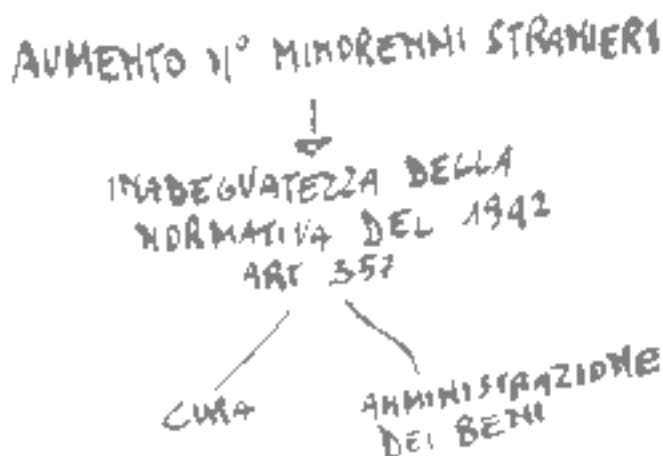 AUMENTO N° MINORENNI STRANIERI
INADEGUATEZZA DELLA
NORMATIVA DEL 1942
ART 357
CURA
AMMINISTRAZIONE
DEI BENI